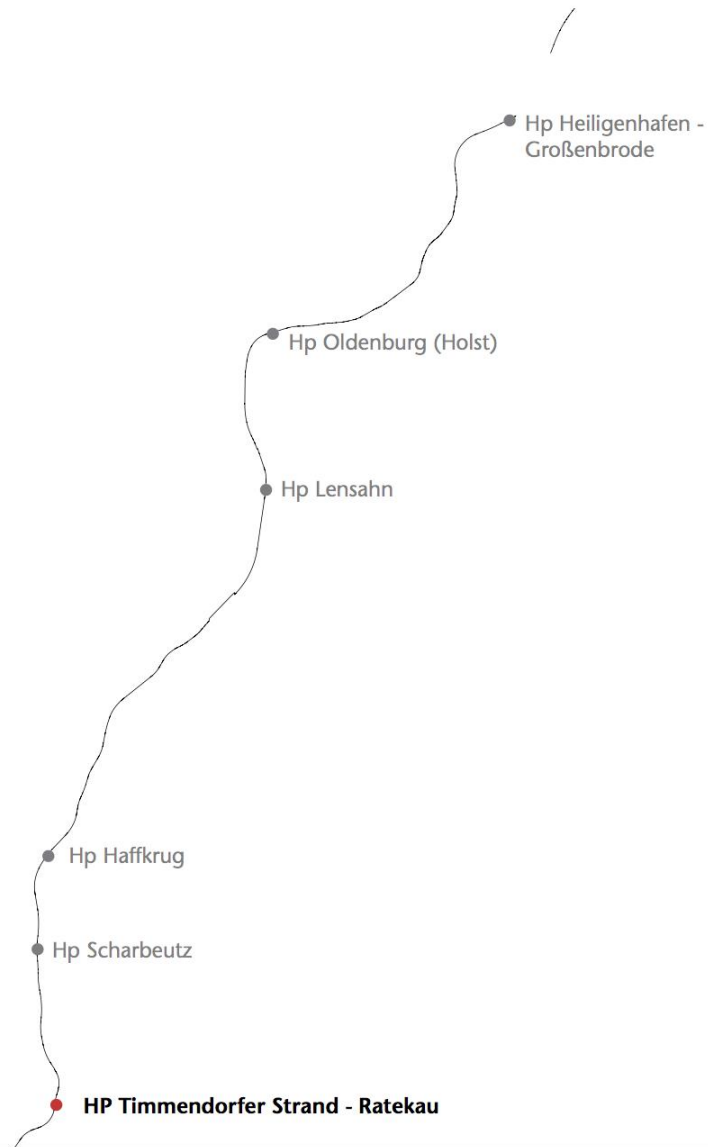 Hp Heiligenhafen -
Großenbrode
Hp Oldenburg (Holst)
Hp Lensahn
Hp Haffkrug
Hp Scharbeutz
HP Timmendorfer Strand - Ratekau